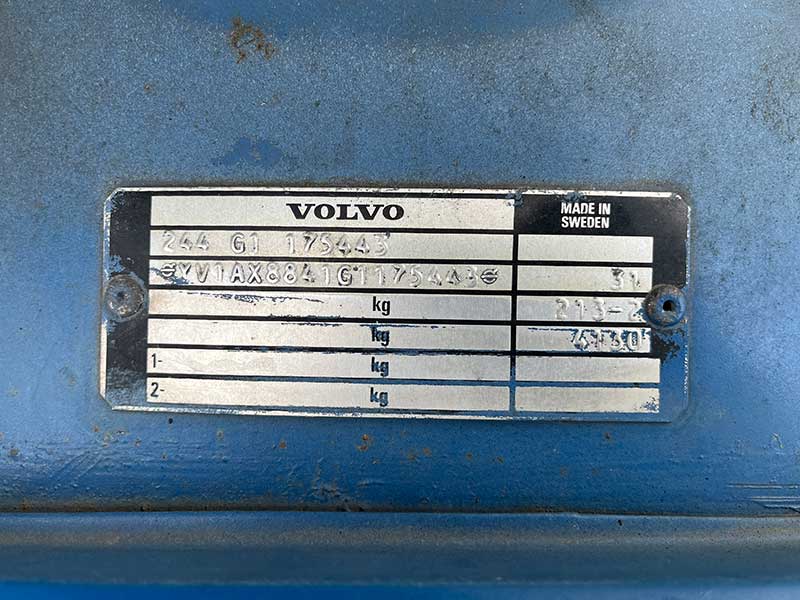 VOLVO
MADE IN
SWEDEN
244 G1 175443
YV1AX8841G1175443 31
kg 213-2
kg
1- kg
2- kg